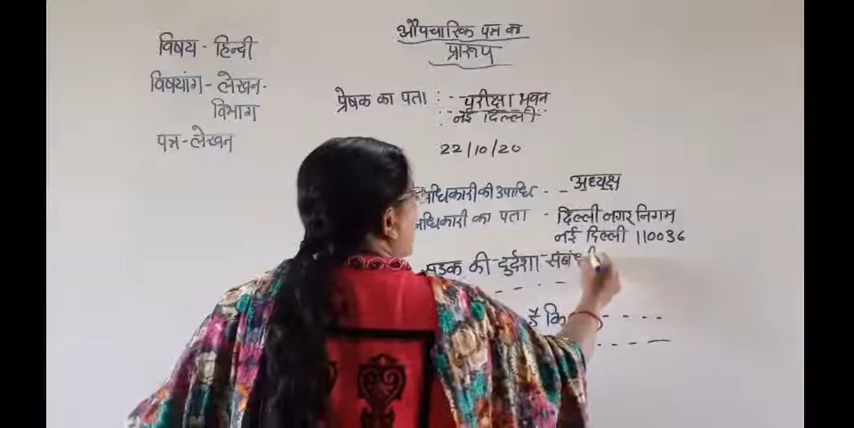 विषय - हिन्दी
विषयांग - लेखन -
विभाग
पत्र - लेखन
औपचारिक पत्र का
प्रारूप
प्रेषक का पता : - - परीक्षा भवन
नई दिल्ली
22/10/20
अधिकारी की उपाधि - - अध्यक्ष
अधिकारी का पता - दिल्ली नगर निगम
नई दिल्ली 110036
सड़क की दुर्दशा संबंधी
है कि